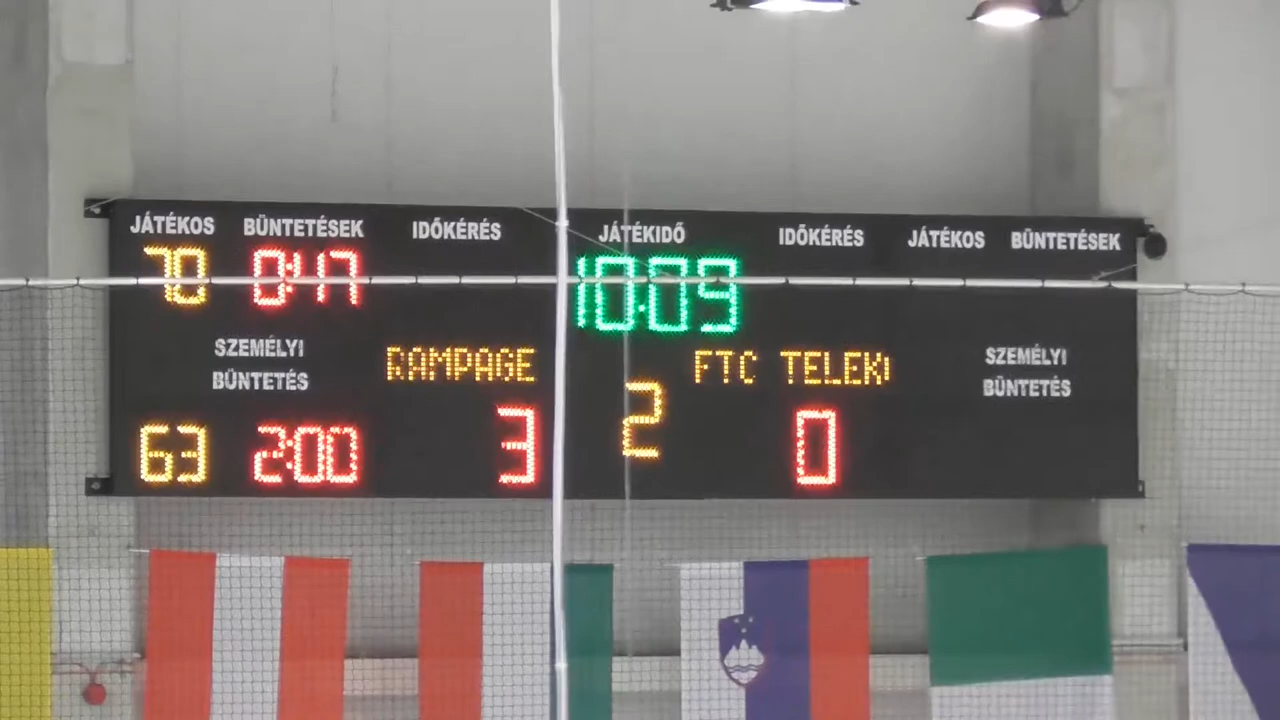 JÁTÉKOS BÜNTETÉSEK IDŐKÉRÉS JÁTÉKIDŐ IDŐKÉRÉS JÁTÉKOS BÜNTETÉSEK
70 0:17 10:09
SZEMÉLYI BÜNTETÉS
RAMPAGE FTC TELEKI
SZEMÉLYI BÜNTETÉS
63 2:00 3 2 0